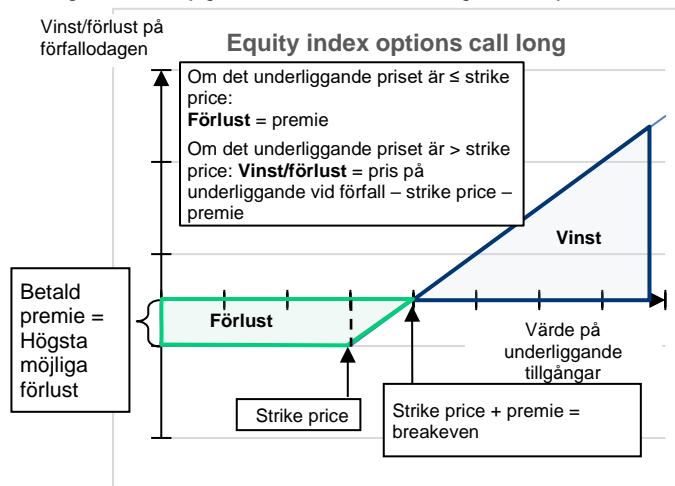 Vinst/förlust på
förfallodagen
Equity index options call long
Om det underliggande priset är ≤ strike
price:
Förlust = premie
Om det underliggande priset är > strike
price: Vinst/förlust = pris på
underliggande vid förfall – strike price –
premie
Vinst
Betald
premie =
Högsta
möjliga
förlust
Förlust
Värde på
underliggande
tillgångar
Strike price
Strike price + premie =
breakeven